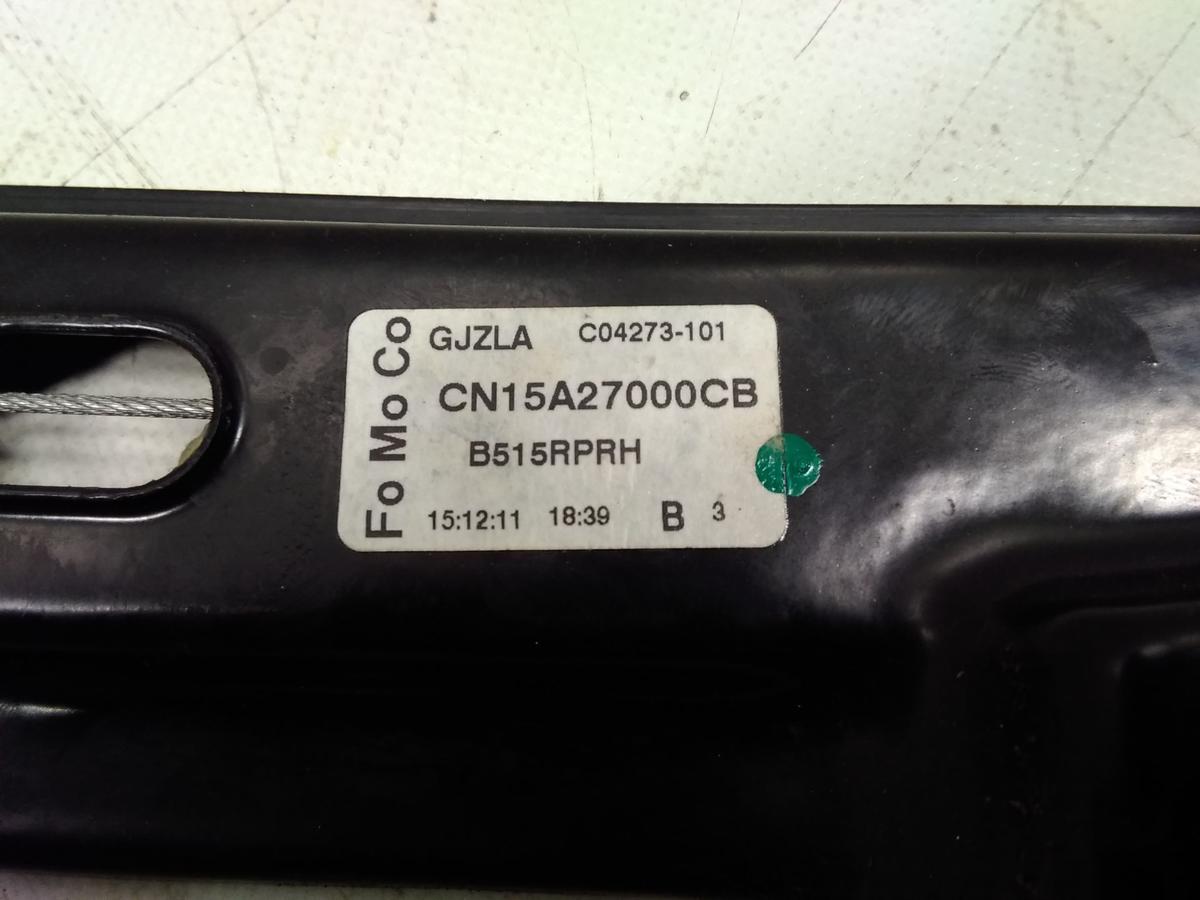 Fo Mo Co
GJZLA C04273-101
CN15A27000CB
B515RPRH
15:12:11 18:39 B 3